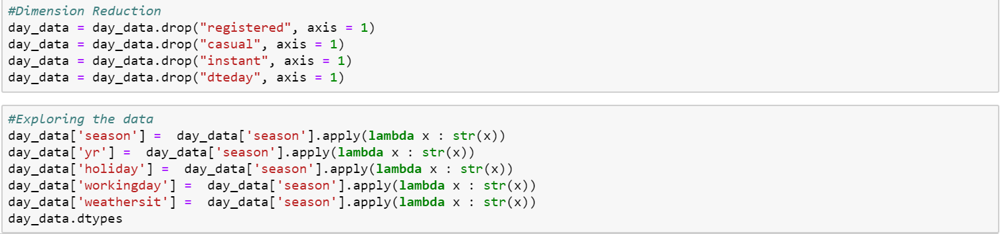 #Dimension Reduction
day_data = day_data.drop("registered", axis = 1)
day_data = day_data.drop("casual", axis = 1)
day_data = day_data.drop("instant", axis = 1)
day_data = day_data.drop("dteday", axis = 1)
#Exploring the data
day_data['season'] =  day_data['season'].apply(lambda x : str(x))
day_data['yr'] =  day_data['season'].apply(lambda x : str(x))
day_data['holiday'] =  day_data['season'].apply(lambda x : str(x))
day_data['workingday'] =  day_data['season'].apply(lambda x : str(x))
day_data['weathersit'] =  day_data['season'].apply(lambda x : str(x))
day_data.dtypes